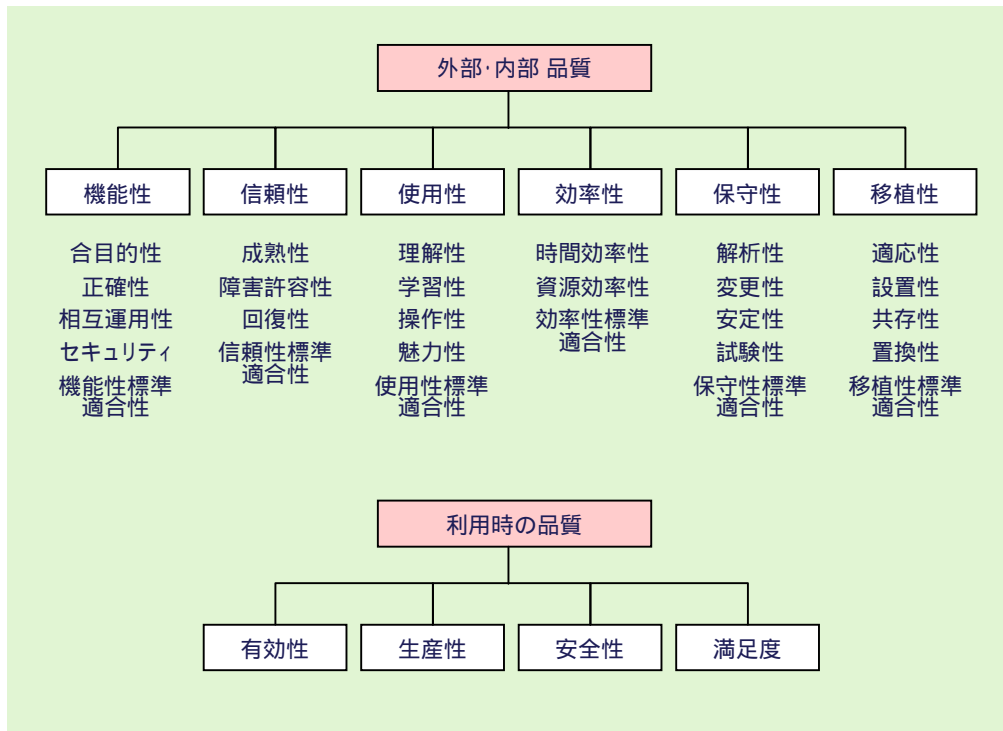 外部･内部 品質
機能性
信頼性
使用性
効率性
保守性
移植性
合目的性
正確性
相互運用性
セキュリティ
機能性標準
適合性
成熟性
障害許容性
回復性
信頼性標準
適合性
理解性
学習性
操作性
魅力性
使用性標準
適合性
時間効率性
資源効率性
効率性標準
適合性
解析性
変更性
安定性
試験性
保守性標準
適合性
適応性
設置性
共存性
置換性
移植性標準
適合性
利用時の品質
有効性
生産性
安全性
満足度